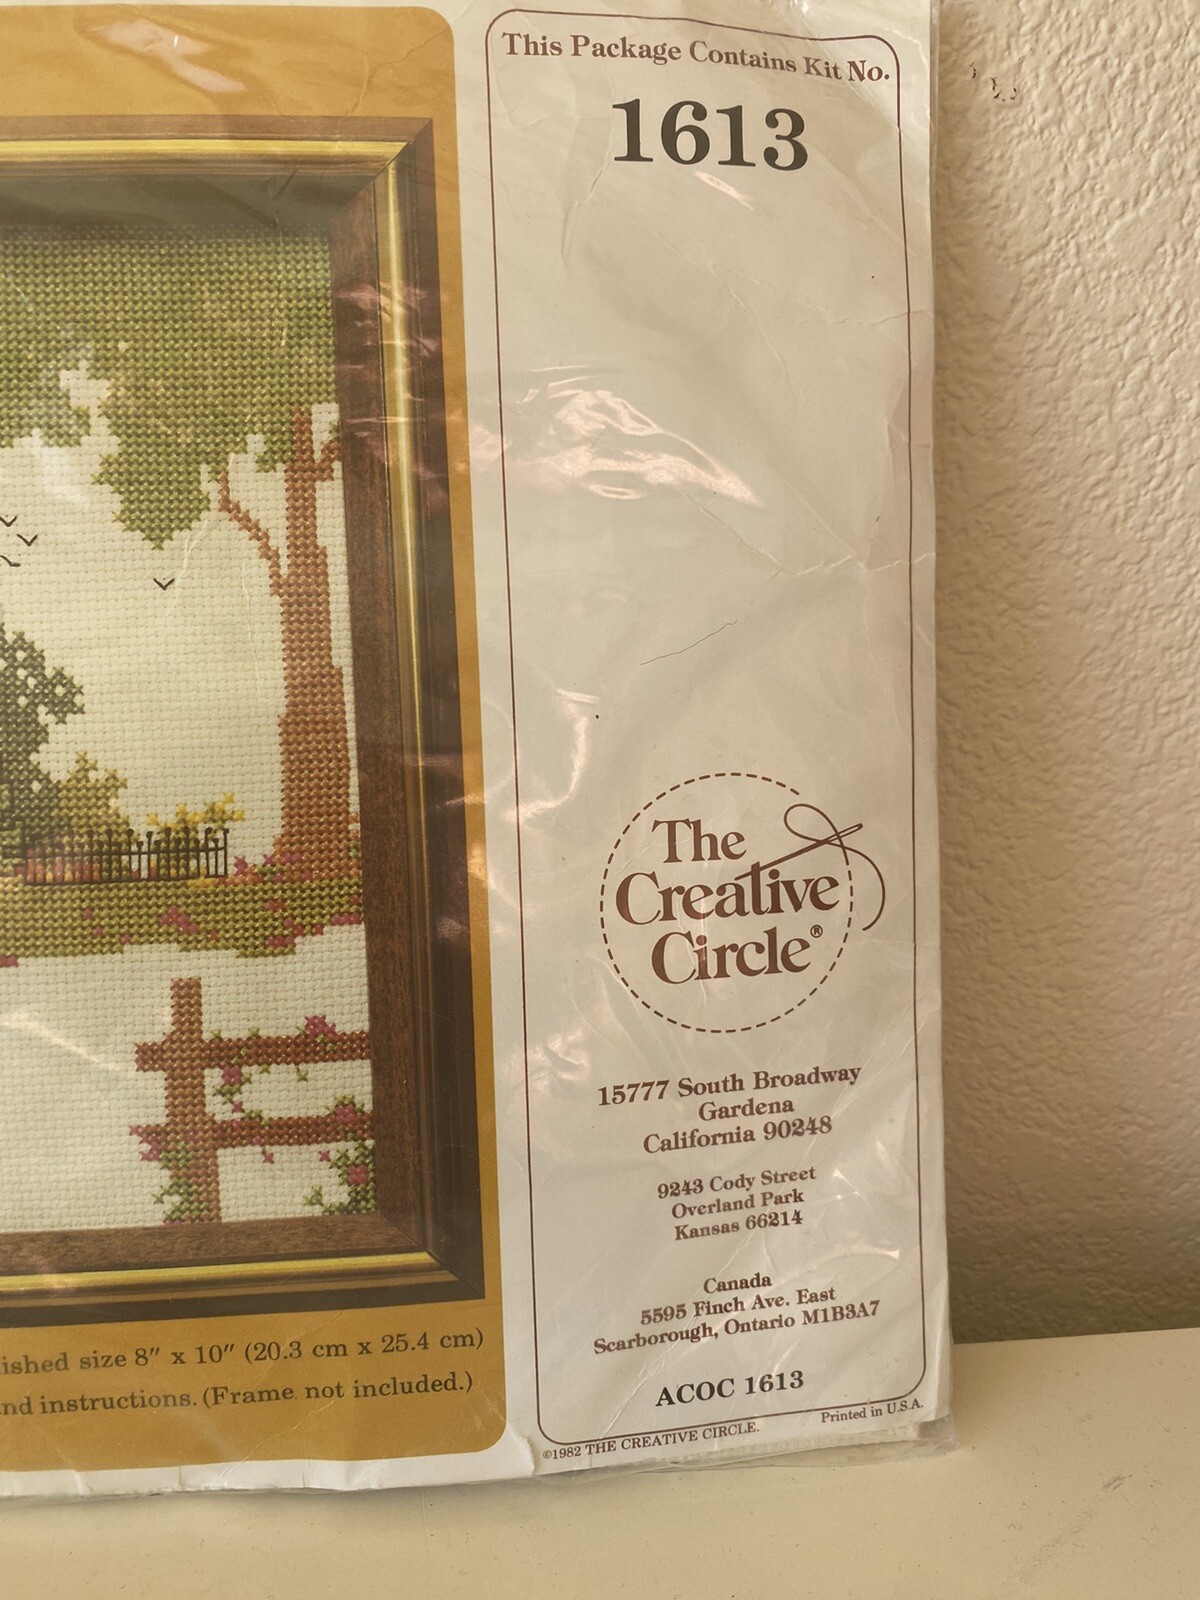 This Package Contains Kit No.
1613
The
Creative
Circle®
15777 South Broadway
Gardena
California 90248
9243 Cody Street
Overland Park
Kansas 66214
Canada
5595 Finch Ave. East
Scarborough, Ontario M1B3A7
ACOC 1613
Printed in U.S.A.
©1982 THE CREATIVE CIRCLE.
ished size 8" x 10" (20.3 cm x 25.4 cm)
nd instructions. (Frame not included.)